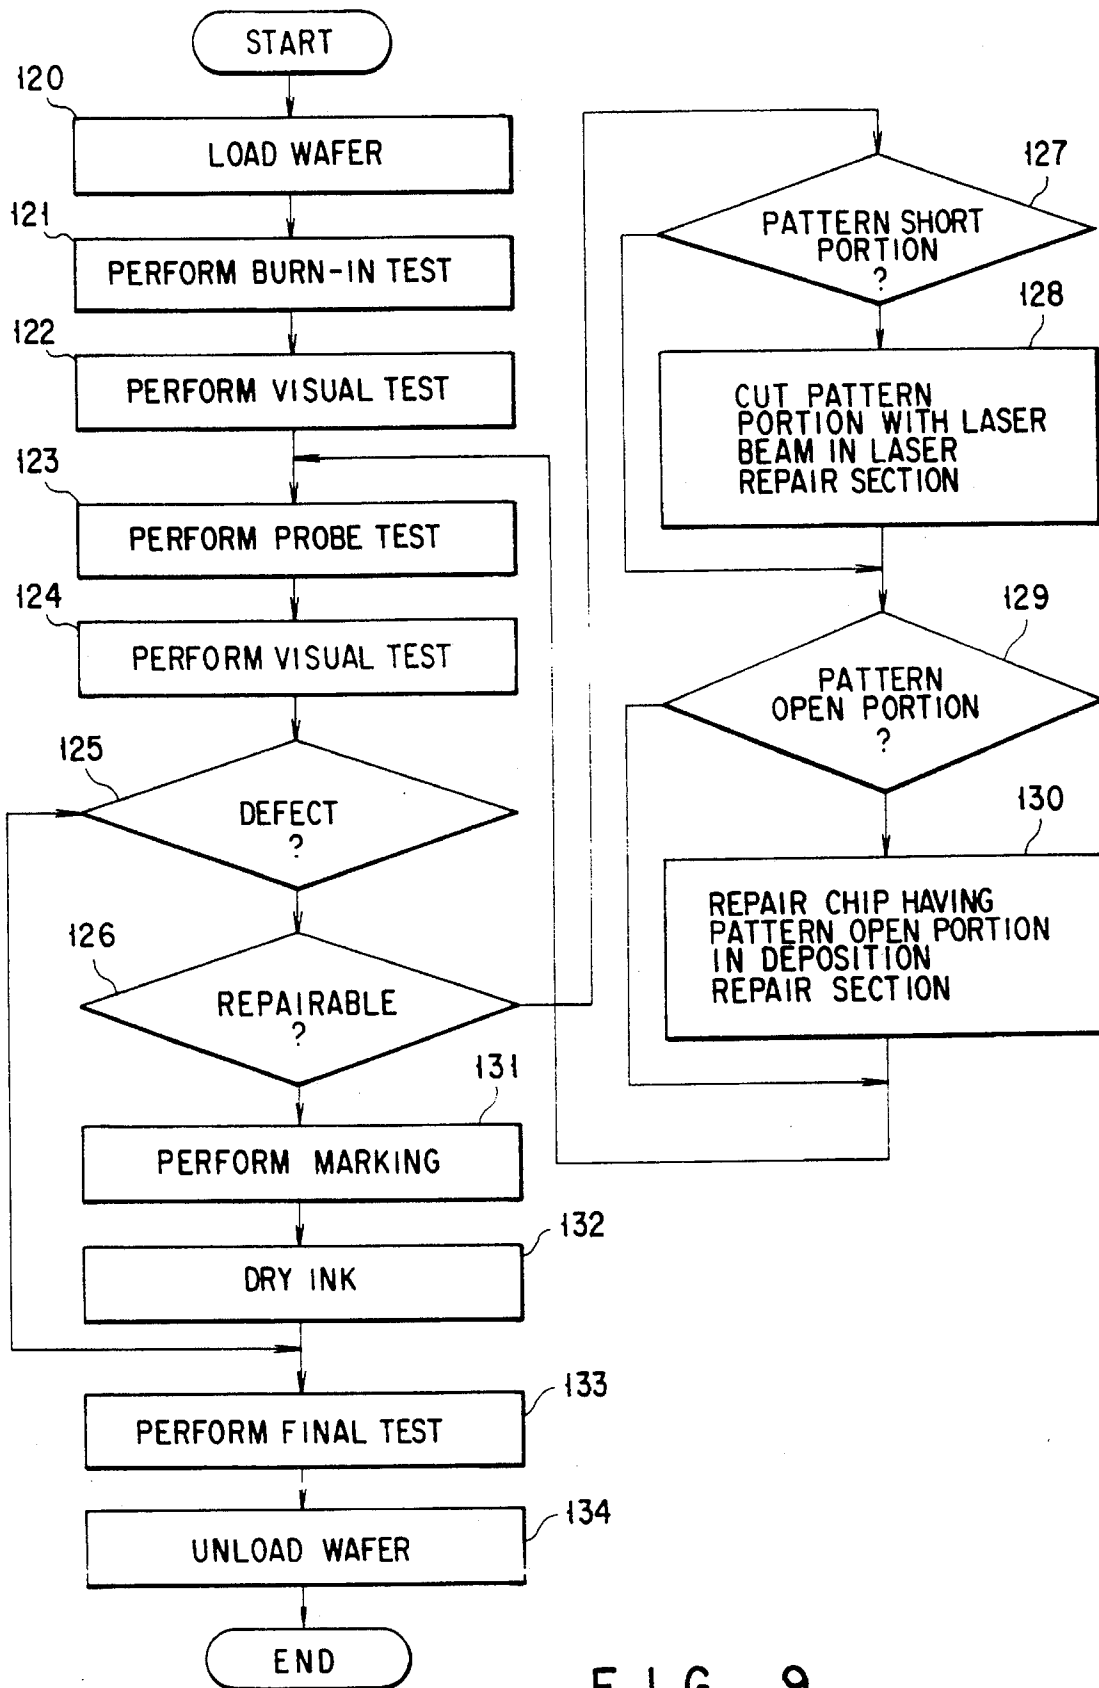 START
120
LOAD WAFER
121
PERFORM BURN-IN TEST
122
PERFORM VISUAL TEST
123
PERFORM PROBE TEST
124
PERFORM VISUAL TEST
125
DEFECT
?
126
REPAIRABLE
?
131
PERFORM MARKING
132
DRY INK
133
PERFORM FINAL TEST
134
UNLOAD WAFER
END
127
PATTERN SHORT
PORTION
?
128
CUT PATTERN
PORTION WITH LASER
BEAM IN LASER
REPAIR SECTION
129
PATTERN
OPEN PORTION
?
130
REPAIR CHIP HAVING
PATTERN OPEN PORTION
IN DEPOSITION
REPAIR SECTION
FIG. 9